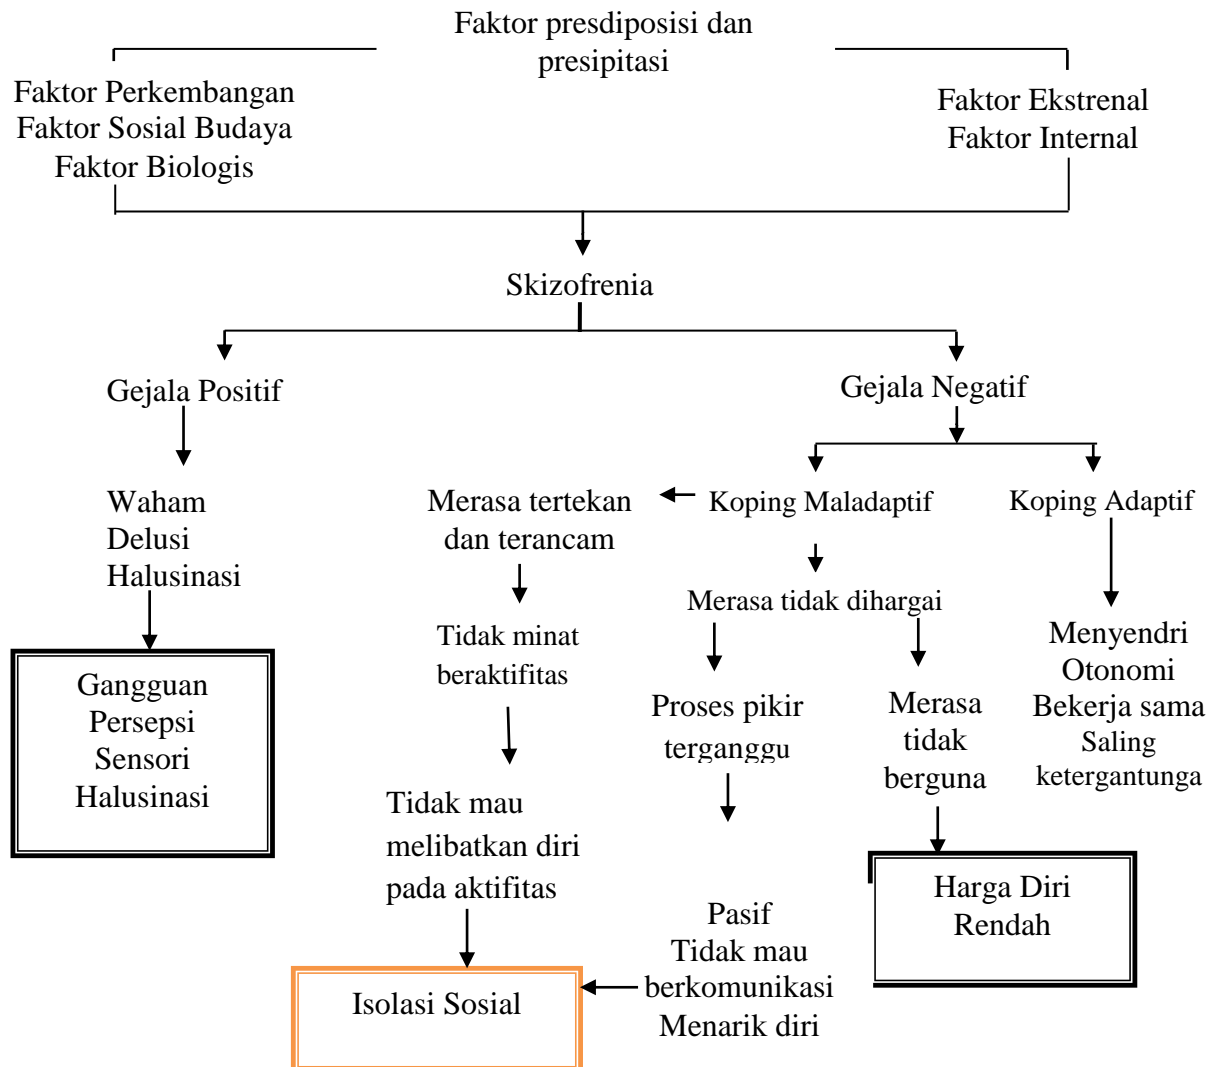 Faktor presdiposisi dan
presipitasi
Faktor Perkembangan
Faktor Sosial Budaya
Faktor Biologis
Faktor Ekstrenal
Faktor Internal
Skizofrenia
Gejala Positif
Gejala Negatif
Waham
Delusi
Halusinasi
Merasa tertekan
dan terancam
Koping Maladaptif
Koping Adaptif
Merasa tidak dihargai
Tidak minat
beraktifitas
Menyendri
Otonomi
Bekerja sama
Saling
ketergantunga
Gangguan
Persepsi
Sensori
Halusinasi
Proses pikir
terganggu
Merasa
tidak
berguna
Tidak mau
melibatkan diri
pada aktifitas
Harga Diri
Rendah
Pasif
Tidak mau
berkomunikasi
Menarik diri
Isolasi Sosial